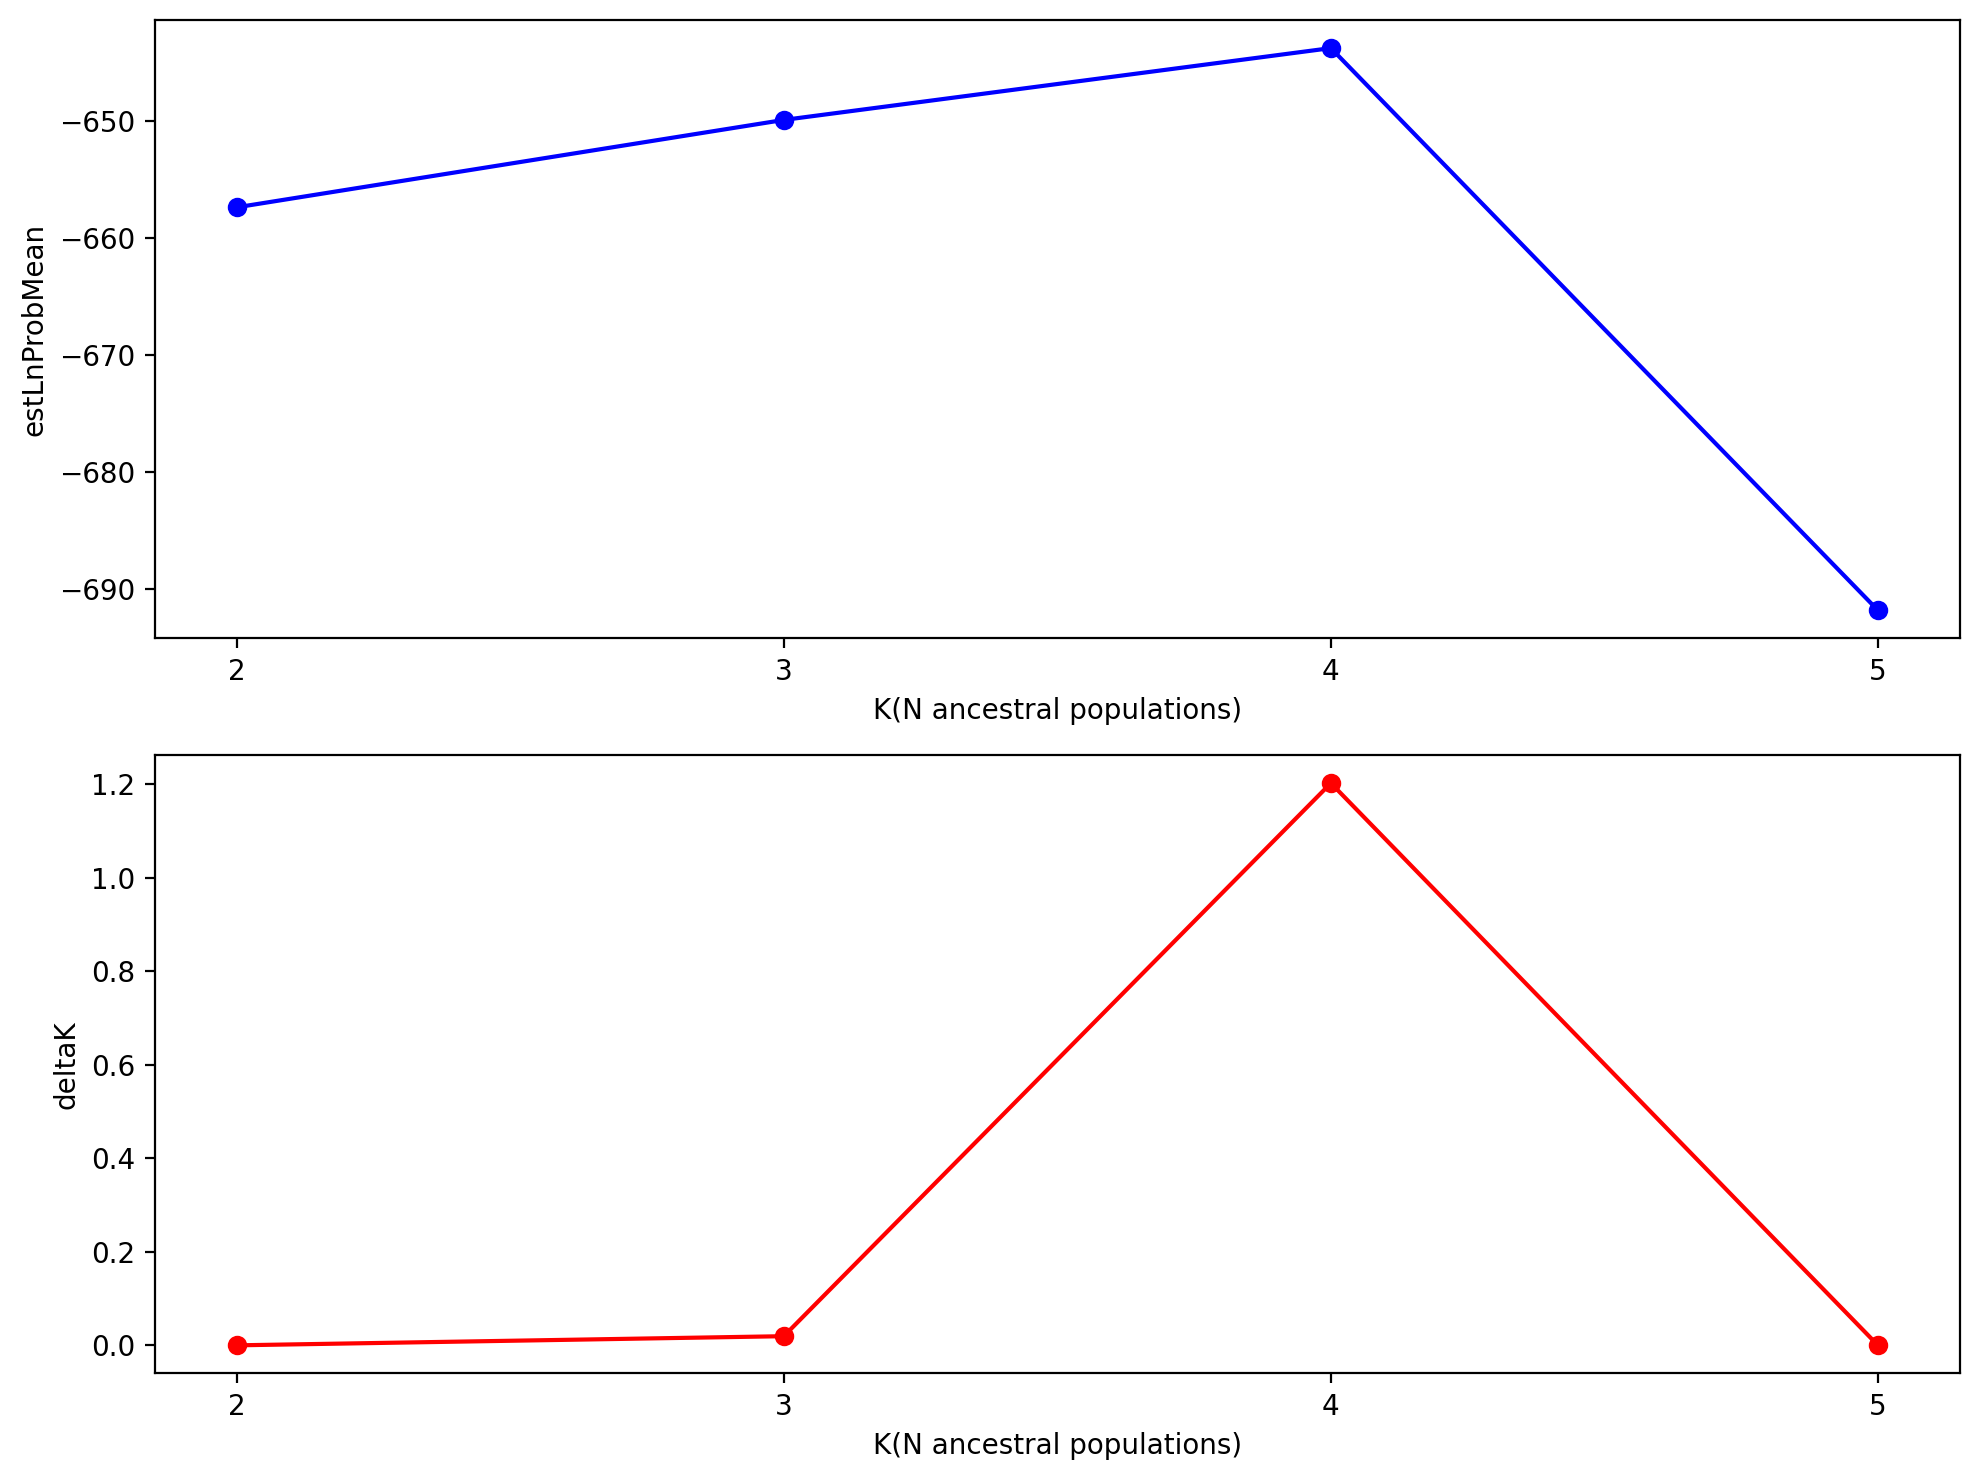 estLnProbMean
−650
−660
−670
−680
−690
2 3 4 5
K(N ancestral populations)
deltaK
1.2
1.0
0.8
0.6
0.4
0.2
0.0
2 3 4 5
K(N ancestral populations)